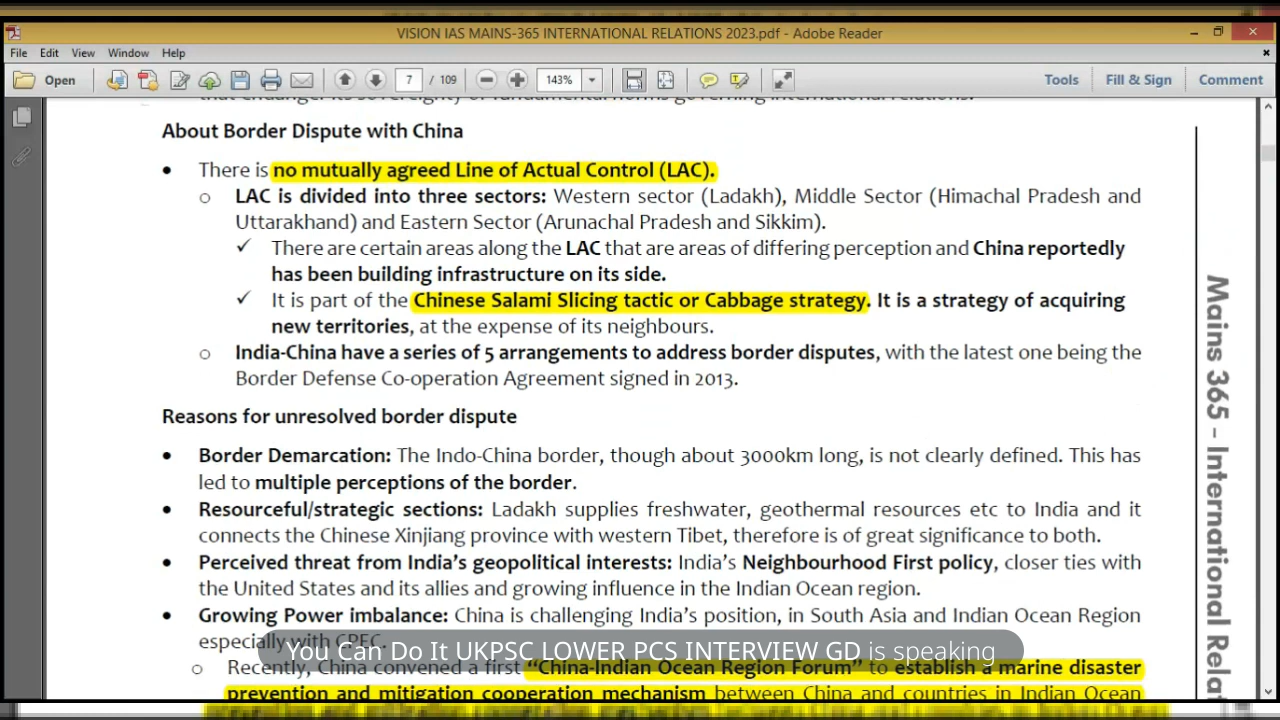 VISION IAS MAINS-365 INTERNATIONAL RELATIONS 2023.pdf - Adobe Reader
File Edit View Window Help
Open 7 / 109 143% Tools Fill & Sign Comment
that endanger its sovereignty or fundamental norms governing international relations.
About Border Dispute with China
• There is no mutually agreed Line of Actual Control (LAC).
o LAC is divided into three sectors: Western sector (Ladakh), Middle Sector (Himachal Pradesh and
Uttarakhand) and Eastern Sector (Arunachal Pradesh and Sikkim).
✓ There are certain areas along the LAC that are areas of differing perception and China reportedly
has been building infrastructure on its side.
✓ It is part of the Chinese Salami Slicing tactic or Cabbage strategy. It is a strategy of acquiring
new territories, at the expense of its neighbours.
o India-China have a series of 5 arrangements to address border disputes, with the latest one being the
Border Defense Co-operation Agreement signed in 2013.
Reasons for unresolved border dispute
• Border Demarcation: The Indo-China border, though about 3000km long, is not clearly defined. This has
led to multiple perceptions of the border.
• Resourceful/strategic sections: Ladakh supplies freshwater, geothermal resources etc to India and it
connects the Chinese Xinjiang province with western Tibet, therefore is of great significance to both.
• Perceived threat from India's geopolitical interests: India's Neighbourhood First policy, closer ties with
the United States and its allies and growing influence in the Indian Ocean region.
• Growing Power imbalance: China is challenging India's position, in South Asia and Indian Ocean Region
especially with CPEC.
You Can Do It UKPSC LOWER PCS INTERVIEW GD is speaking
o Recently, China convened a first "China-Indian Ocean Region Forum" to establish a marine disaster
prevention and mitigation cooperation mechanism between China and countries in Indian Ocean
Mains 365 - International Rela